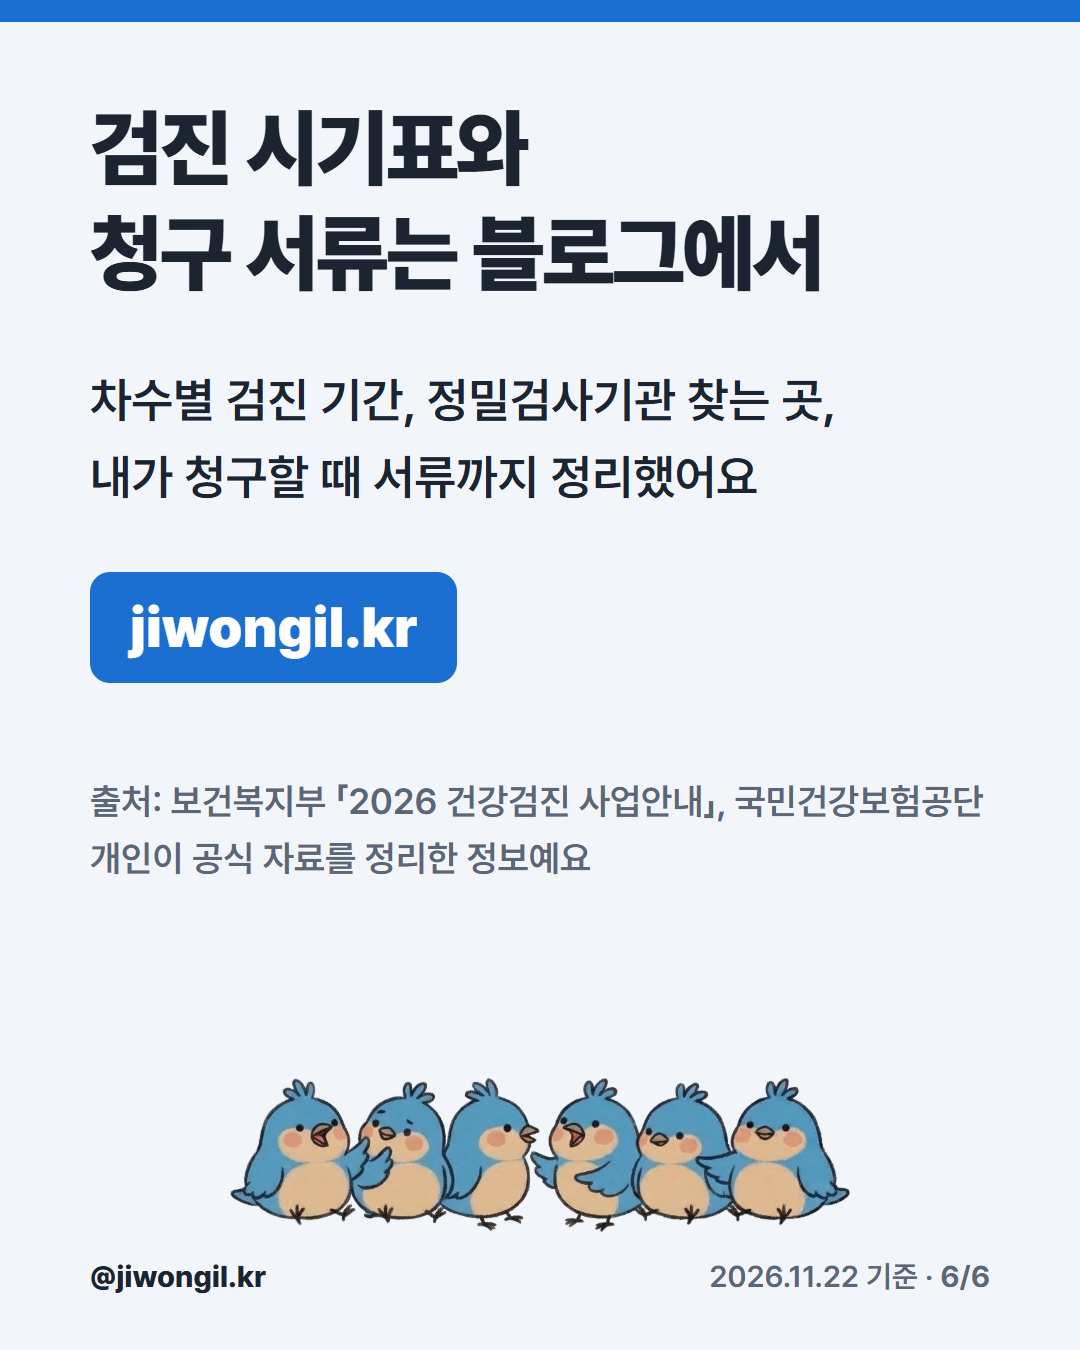 검진 시기표와
청구 서류는 블로그에서
차수별 검진 기간, 정밀검사기관 찾는 곳,
내가 청구할 때 서류까지 정리했어요
jiwongil.kr
출처: 보건복지부 「2026 건강검진 사업안내」, 국민건강보험공단
개인이 공식 자료를 정리한 정보예요
@jiwongil.kr
2026.11.22 기준 · 6/6